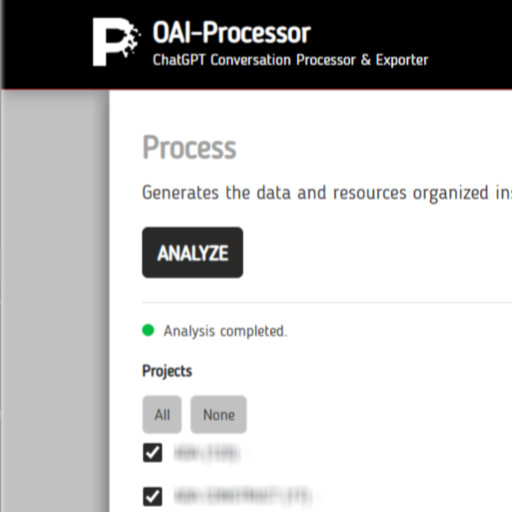 OAI-Processor
ChatGPT Conversation Processor & Exporter
Process
Generates the data and resources organized in
ANALYZE
Analysis completed.
Projects
All
None